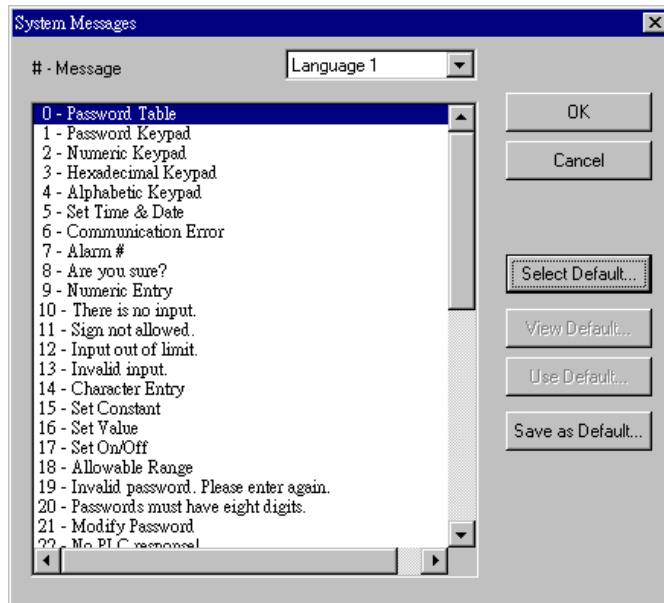 System Messages
# - Message
Language 1
0 - Password Table
1 - Password Keypad
2 - Numeric Keypad
3 - Hexadecimal Keypad
4 - Alphabetic Keypad
5 - Set Time & Date
6 - Communication Error
7 - Alarm #
8 - Are you sure?
9 - Numeric Entry
10 - There is no input.
11 - Sign not allowed.
12 - Input out of limit.
13 - Invalid input.
14 - Character Entry
15 - Set Constant
16 - Set Value
17 - Set On/Off
18 - Allowable Range
19 - Invalid password. Please enter again.
20 - Passwords must have eight digits.
21 - Modify Password
22 - No PLC response!
OK
Cancel
Select Default...
View Default...
Use Default...
Save as Default...